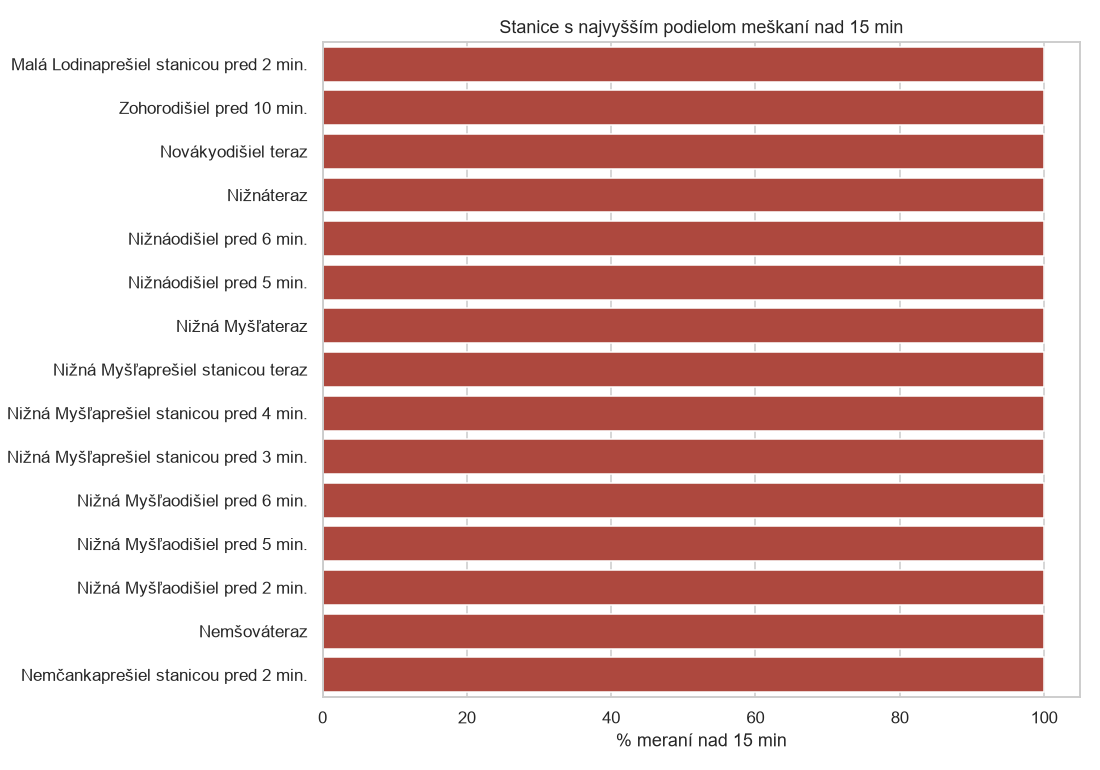 Stanice s najvyšším podielom meškaní nad 15 min
Malá Lodinaprešiel stanicou pred 2 min.
Zohorodišiel pred 10 min.
Novákyodišiel teraz
Nižnáteraz
Nižnáodišiel pred 6 min.
Nižnáodišiel pred 5 min.
Nižná Myšľateraz
Nižná Myšľaprešiel stanicou teraz
Nižná Myšľaprešiel stanicou pred 4 min.
Nižná Myšľaprešiel stanicou pred 3 min.
Nižná Myšľaodišiel pred 6 min.
Nižná Myšľaodišiel pred 5 min.
Nižná Myšľaodišiel pred 2 min.
Nemšováteraz
Nemčankaprešiel stanicou pred 2 min.
0 20 40 60 80 100
% meraní nad 15 min